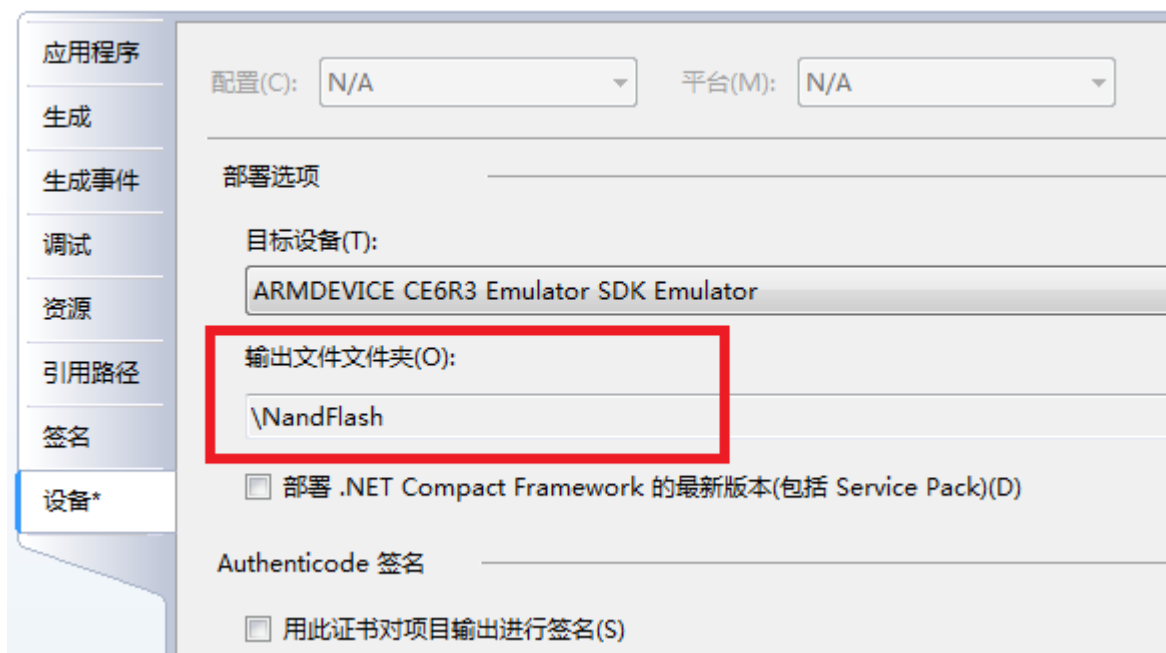 应用程序
生成
生成事件
调试
资源
引用路径
签名
设备*
配置(C): N/A 平台(M): N/A
部署选项
目标设备(T):
ARMDEVICE CE6R3 Emulator SDK Emulator
输出文件文件夹(O):
\NandFlash
部署 .NET Compact Framework 的最新版本(包括 Service Pack)(D)
Authenticode 签名
用此证书对项目输出进行签名(S)